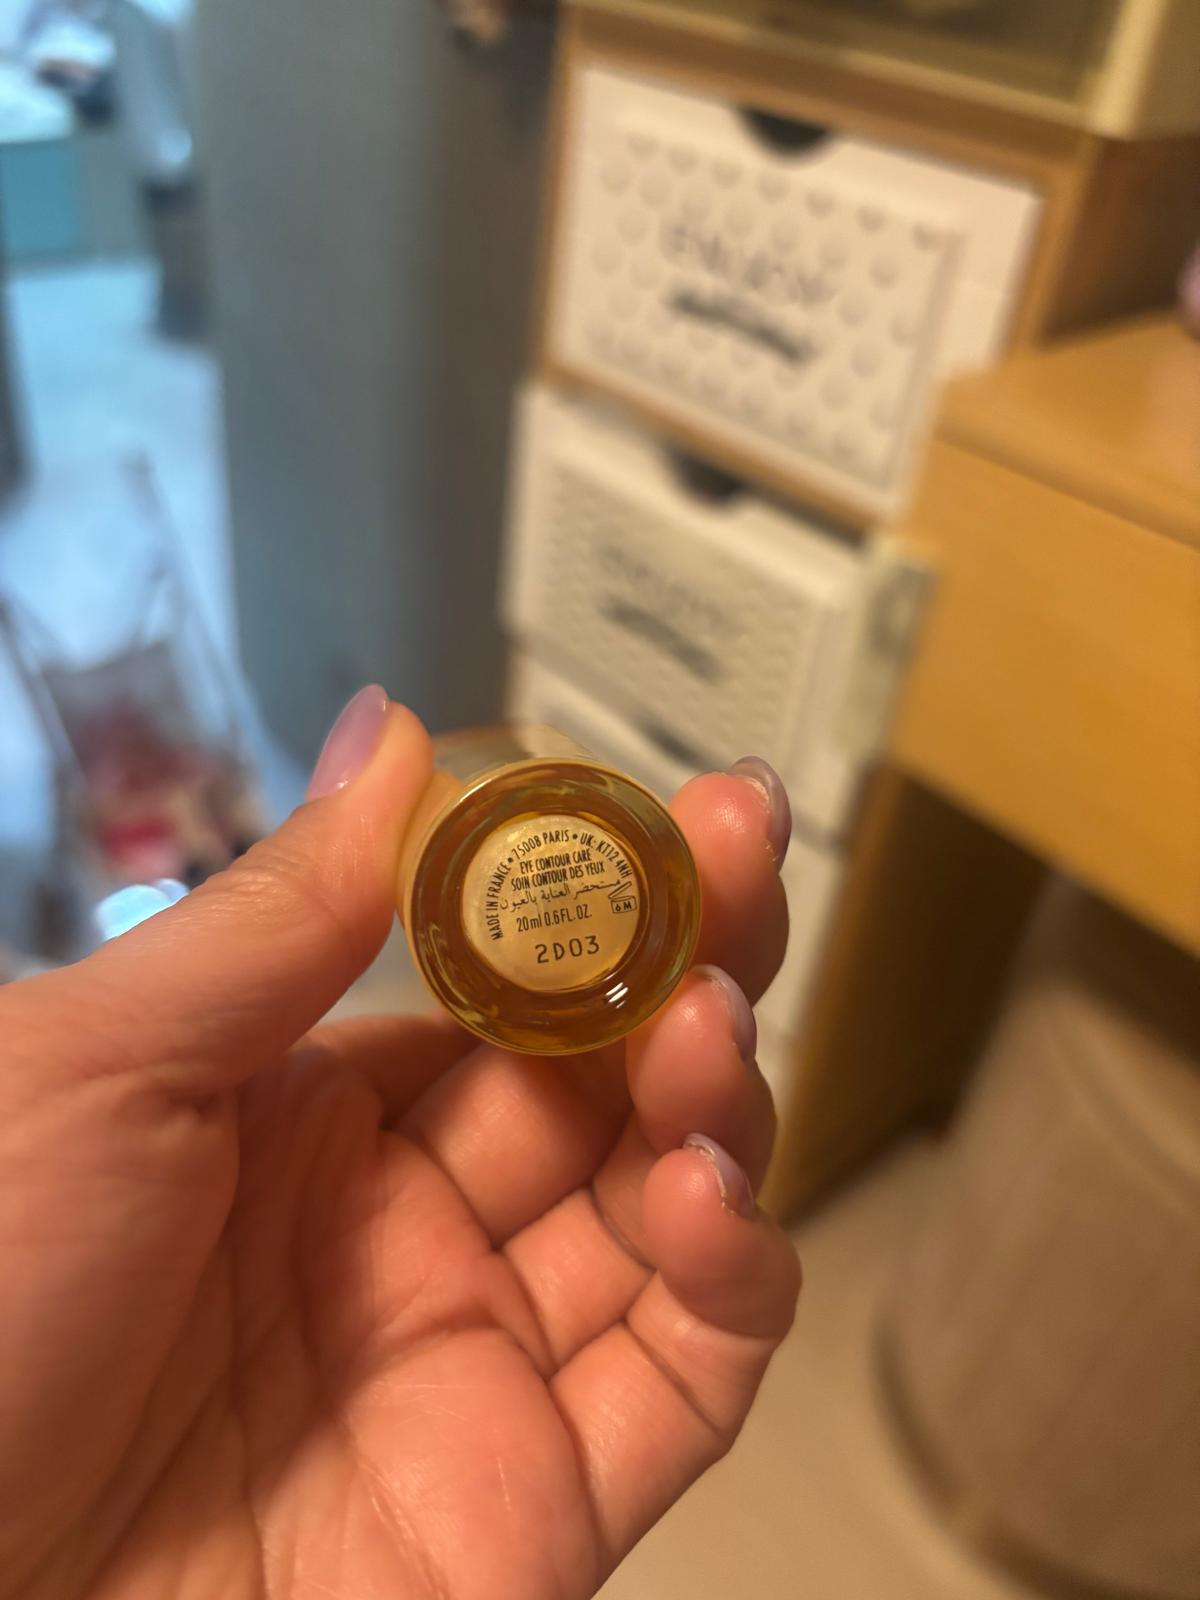 MADE IN FRANCE • 75008 PARIS • UK: KT12 4NH
EYE CONTOUR CARE
SOIN CONTOUR DES YEUX
مستحضر العناية بالعيون
6M
20ml 0.6FL.OZ.
2D03